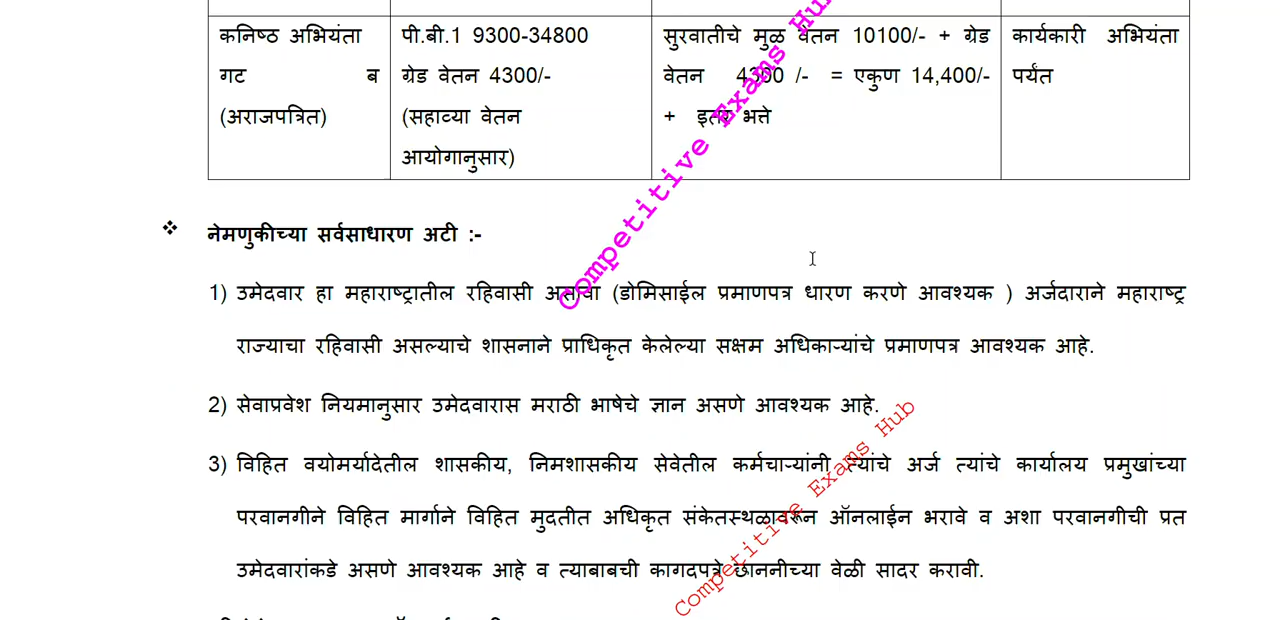 कनिष्ठ अभियंता
गट ब
(अराजपत्रित)
पी.बी.1 9300-34800
ग्रेड वेतन 4300/-
(सहाव्या वेतन
आयोगानुसार)
सुरवातीचे मुळ वेतन 10100/- + ग्रेड
वेतन 4300 /- = एकुण 14,400/-
+ इतर भत्ते
कार्यकारी अभियंता
पर्यंत
❖ नेमणुकीच्या सर्वसाधारण अटी :-
1) उमेदवार हा महाराष्ट्रातील रहिवासी असावा (डोमिसाईल प्रमाणपत्र धारण करणे आवश्यक ) अर्जदाराने महाराष्ट्र
राज्याचा रहिवासी असल्याचे शासनाने प्राधिकृत केलेल्या सक्षम अधिकाऱ्यांचे प्रमाणपत्र आवश्यक आहे.
2) सेवाप्रवेश नियमानुसार उमेदवारास मराठी भाषेचे ज्ञान असणे आवश्यक आहे.
3) विहित वयोमर्यादेतील शासकीय, निमशासकीय सेवेतील कर्मचाऱ्यांनी त्यांचे अर्ज त्यांचे कार्यालय प्रमुखांच्या
परवानगीने विहित मार्गाने विहित मुदतीत अधिकृत संकेतस्थळावरून ऑनलाईन भरावे व अशा परवानगीची प्रत
उमेदवारांकडे असणे आवश्यक आहे व त्याबाबची कागदपत्रे छाननीच्या वेळी सादर करावी.
Competitive Exams Hub
Competitive Exams Hub